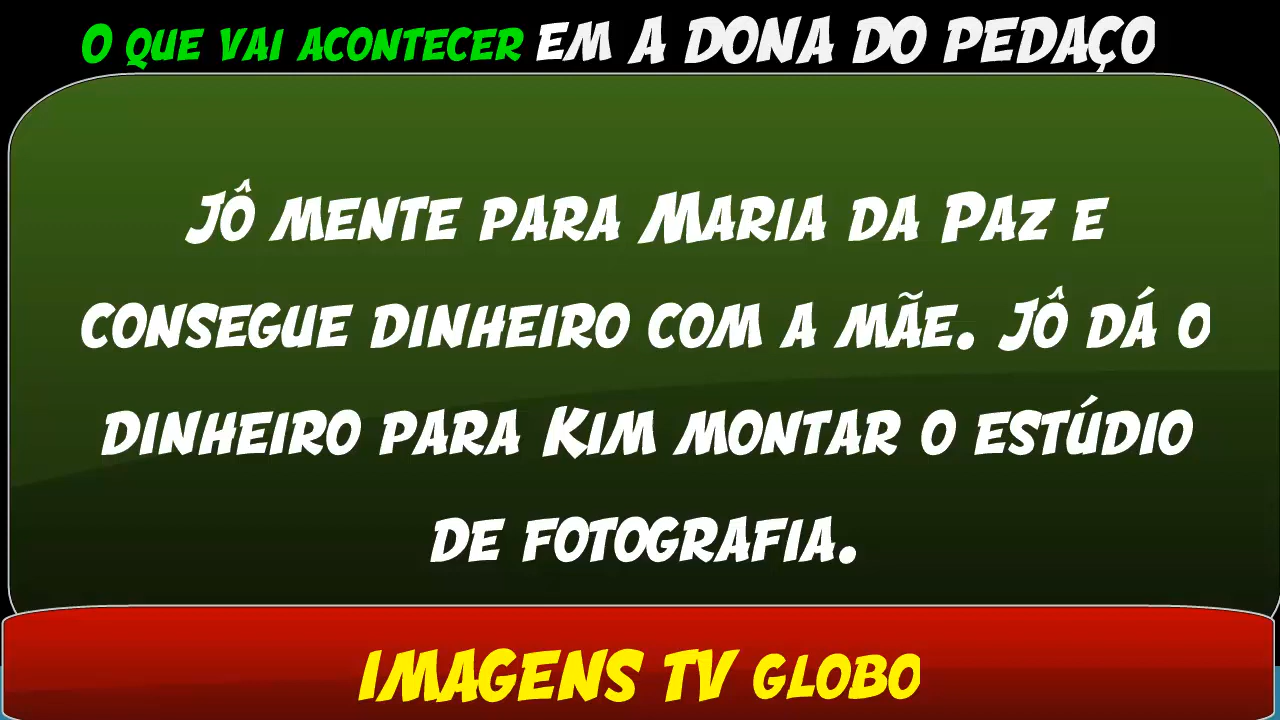 O QUE VAI ACONTECER EM A DONA DO PEDAÇO
JÔ MENTE PARA MARIA DA PAZ E
CONSEGUE DINHEIRO COM A MÃE. JÔ DÁ O
DINHEIRO PARA KIM MONTAR O ESTÚDIO
DE FOTOGRAFIA.
IMAGENS TV GLOBO